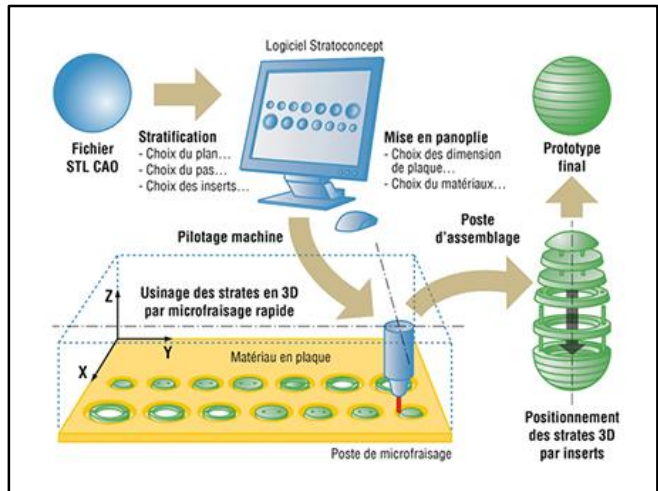 Logiciel Stratoconcept
Fichier
STL CAO
Stratification
- Choix du plan…
- Choix du pas…
- Choix des inserts…
Mise en panoplie
- Choix des dimension
de plaque…
- Choix du matériaux…
Prototype
final
Pilotage machine
Poste
d'assemblage
Usinage des strates en 3D
par microfraisage rapide
Z
Y
X
Matériau en plaque
Poste de microfraisage
Positionnement
des strates 3D
par inserts